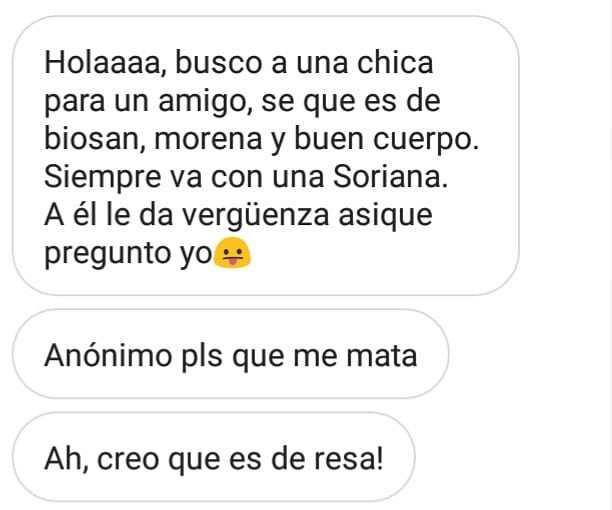 Holaaaa, busco a una chica
para un amigo, se que es de
biosan, morena y buen cuerpo.
Siempre va con una Soriana.
A él le da vergüenza asique
pregunto yo😛
Anónimo pls que me mata
Ah, creo que es de resa!